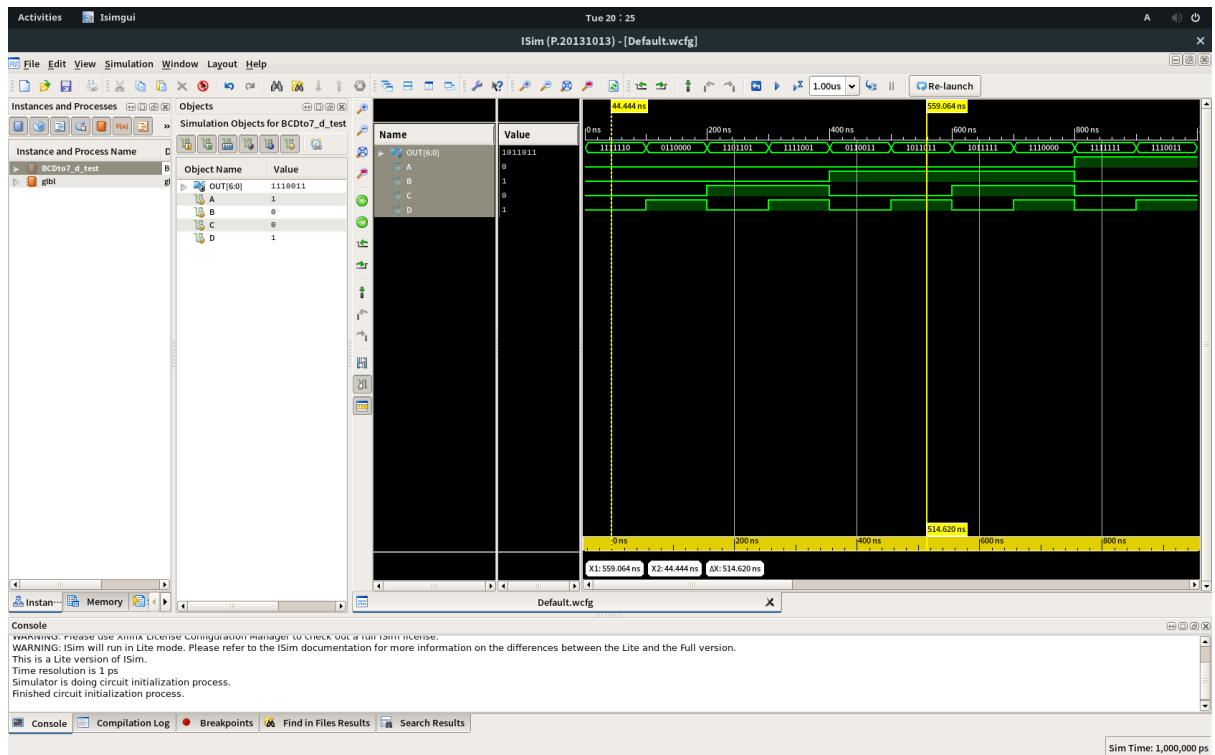 Activities Isimgui Tue 20 : 25 A
ISim (P.20131013) - [Default.wcfg]
File Edit View Simulation Window Layout Help
1.00us Re-launch
Instances and Processes Objects
Simulation Objects for BCDto7_d_test
Instance and Process Name D
BCDto7_d_test B
glbl gl
Object Name Value
OUT[6:0] 1110011
A 1
B 0
C 0
D 1
Name Value
OUT[6:0] 1011011
A 0
B 1
C 0
D 1
44.444 ns 559.064 ns
0 ns 200 ns 400 ns 600 ns 800 ns
1111110 0110000 1101101 1111001 0110011 1011011 1011111 1110000 1111111 1110011
514.620 ns
0 ns 200 ns 400 ns 600 ns 800 ns
X1: 559.064 ns X2: 44.444 ns ΔX: 514.620 ns
Instan··· Memory
Default.wcfg
Console
WARNING: Please use Xilinx License Configuration Manager to check out a full ISim license.
WARNING: ISim will run in Lite mode. Please refer to the ISim documentation for more information on the differences between the Lite and the Full version.
This is a Lite version of ISim.
Time resolution is 1 ps
Simulator is doing circuit initialization process.
Finished circuit initialization process.
Console Compilation Log Breakpoints Find in Files Results Search Results
Sim Time: 1,000,000 ps